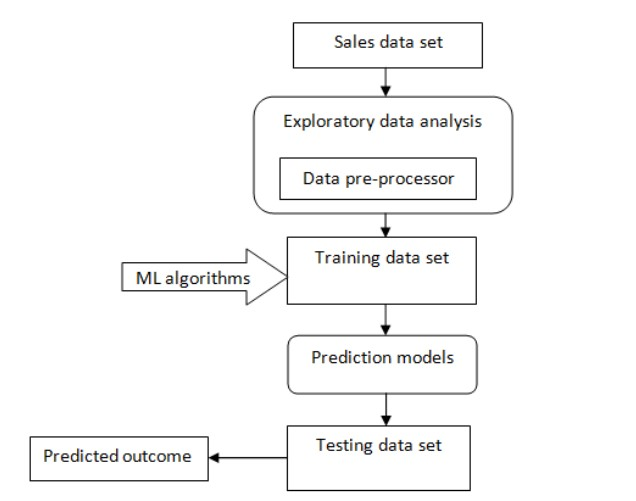 Sales data set
Exploratory data analysis
Data pre-processor
Training data set
ML algorithms
Prediction models
Testing data set
Predicted outcome